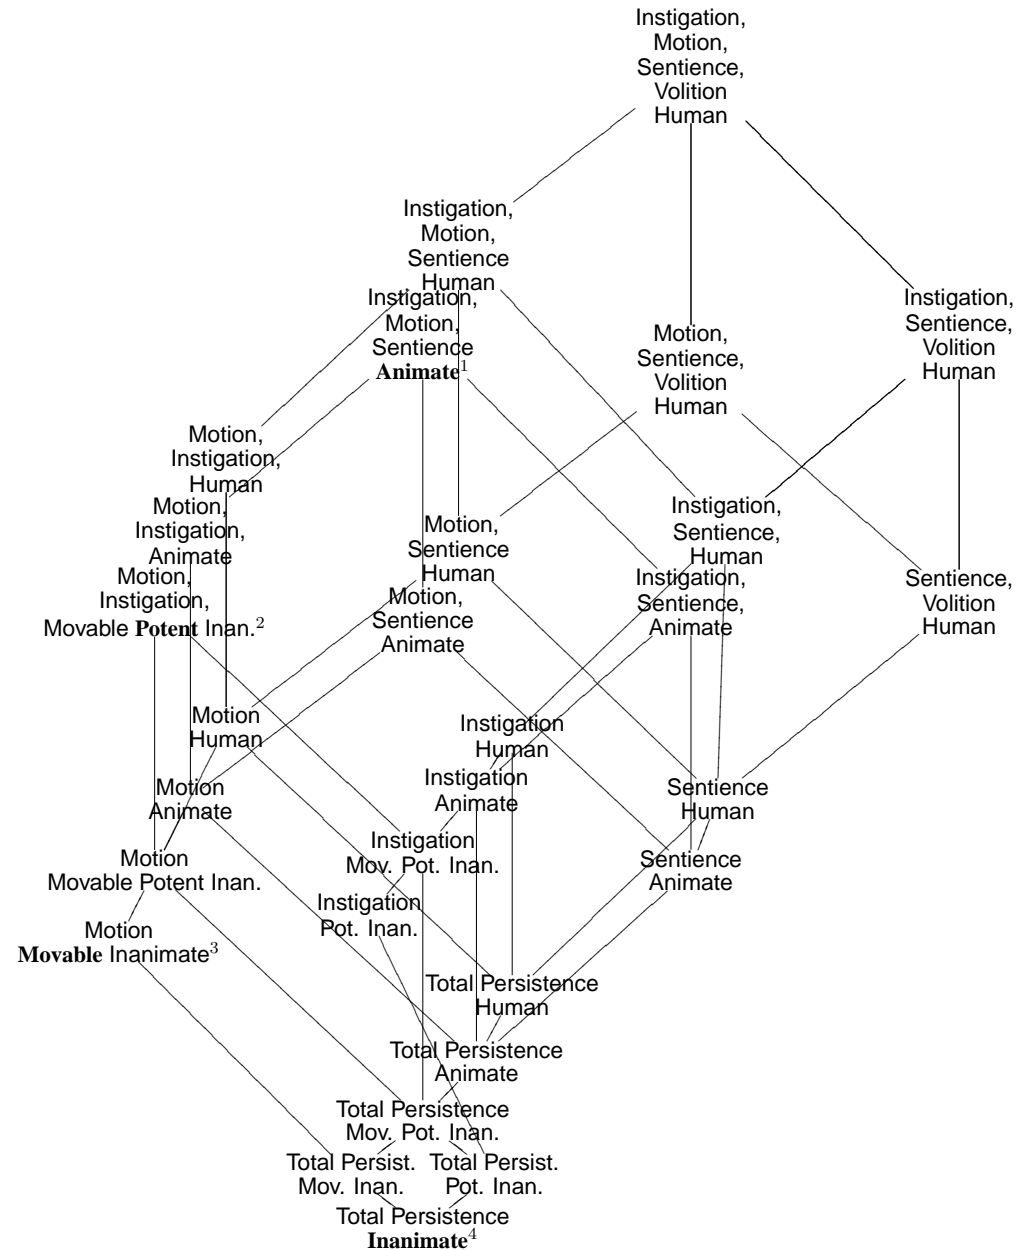 Instigation,
Motion,
Sentience,
Volition
Human
Instigation,
Motion,
Sentience
Human
Instigation,
Motion,
Sentience
Animate1
Motion,
Sentience,
Volition
Human
Instigation,
Sentience,
Volition
Human
Motion,
Instigation,
Human
Motion,
Instigation,
Animate
Motion,
Instigation,
Movable Potent Inan.2
Motion,
Sentience
Human
Motion,
Sentience
Animate
Instigation,
Sentience,
Human
Instigation,
Sentience,
Animate
Sentience,
Volition
Human
Motion
Human
Motion
Animate
Motion
Movable Potent Inan.
Motion
Movable Inanimate3
Instigation
Human
Instigation
Animate
Instigation
Mov. Pot. Inan.
Instigation
Pot. Inan.
Sentience
Human
Sentience
Animate
Total Persistence
Human
Total Persistence
Animate
Total Persistence
Mov. Pot. Inan.
Total Persist.
Mov. Inan.
Total Persist.
Pot. Inan.
Total Persistence
Inanimate4